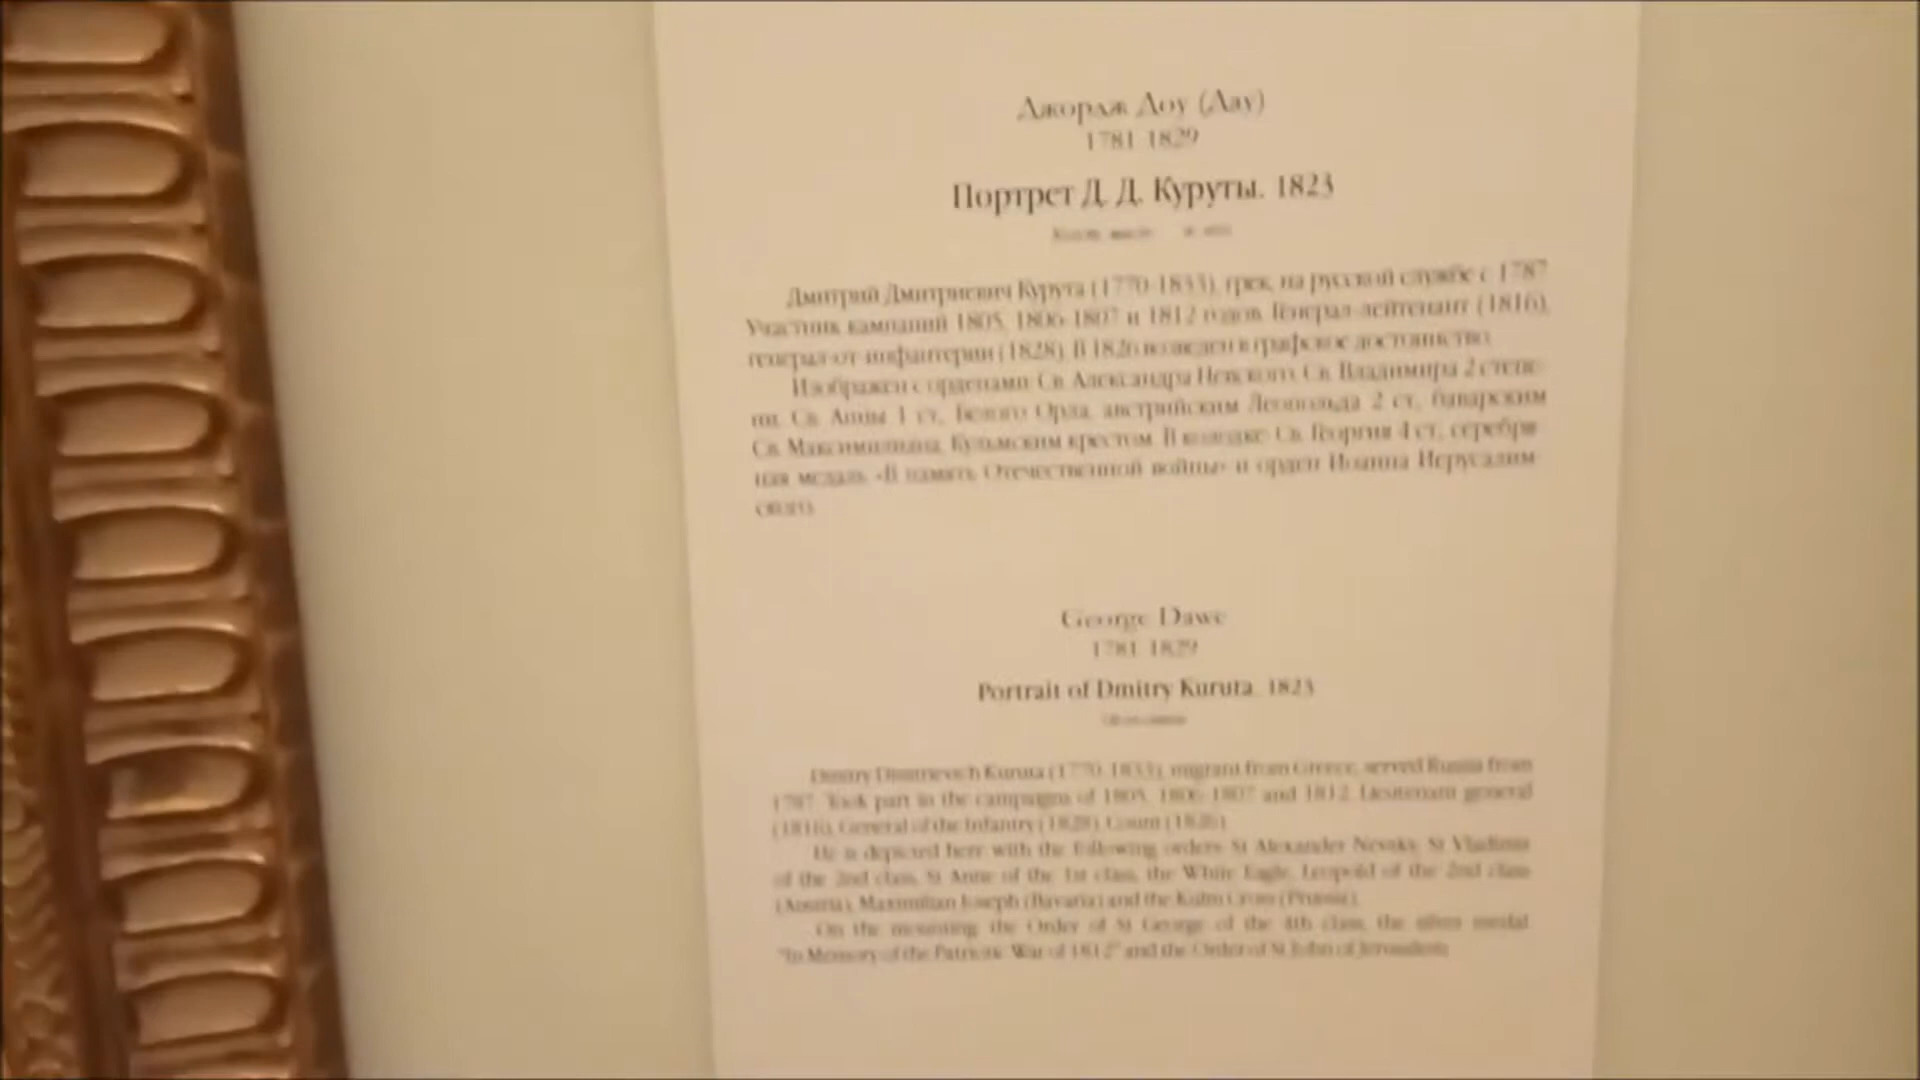 Джордж Доу (Дау)
1781 1829
Портрет Д. Д. Куруты. 1823
Дмитрий Дмитриевич Курута (1770-1833), грек, на русской службе с 1787
Участник кампаний 1805, 1806-1807 и 1812 годов. Генерал-лейтенант (1816),
генерал-от-инфантерии (1828). В 1826 возведен в графское достоинство.
Изображен с орденами: Св. Александра Невского, Св. Владимира 2 степе-
ни, Св. Анны 1 ст., Белого Орла, австрийским Леопольда 2 ст., баварским
Св. Максимилиана, Кульмским крестом. В колодке: Св. Георгия 4 ст., серебря-
ная медаль «В память Отечественной войны» и орден Иоанна Иерусалим-
ского.
George Dawe
1781 1829
Portrait of Dmitry Kuruta. 1823
Dmitry Dmitrievich Kuruta (1770-1833), migrant from Greece, served Russia from
1787. Took part in the campaigns of 1805, 1806-1807 and 1812. Lieutenant general
(1816), General of the Infantry (1828), Count (1826).
He is depicted here with the following orders: St Alexander Nevsky, St Vladimir
of the 2nd class, St Anne of the 1st class, the White Eagle, Leopold of the 2nd class
(Austria), Maximilian Joseph (Bavaria) and the Kulm Cross (Prussia).
On the mounting: the Order of St George of the 4th class, the silver medal
"In Memory of the Patriotic War of 1812" and the Order of St John of Jerusalem.